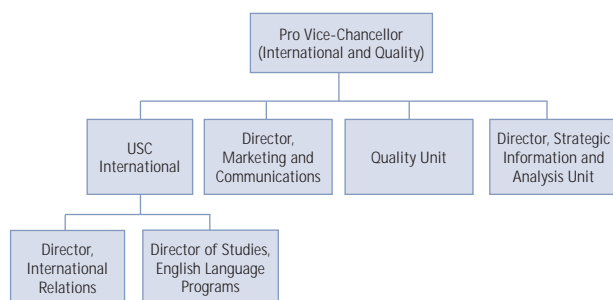 Pro Vice-Chancellor
(International and Quality)
USC
International
Director,
Marketing and
Communications
Quality Unit
Director, Strategic
Information and
Analysis Unit
Director,
International
Relations
Director of Studies,
English Language
Programs